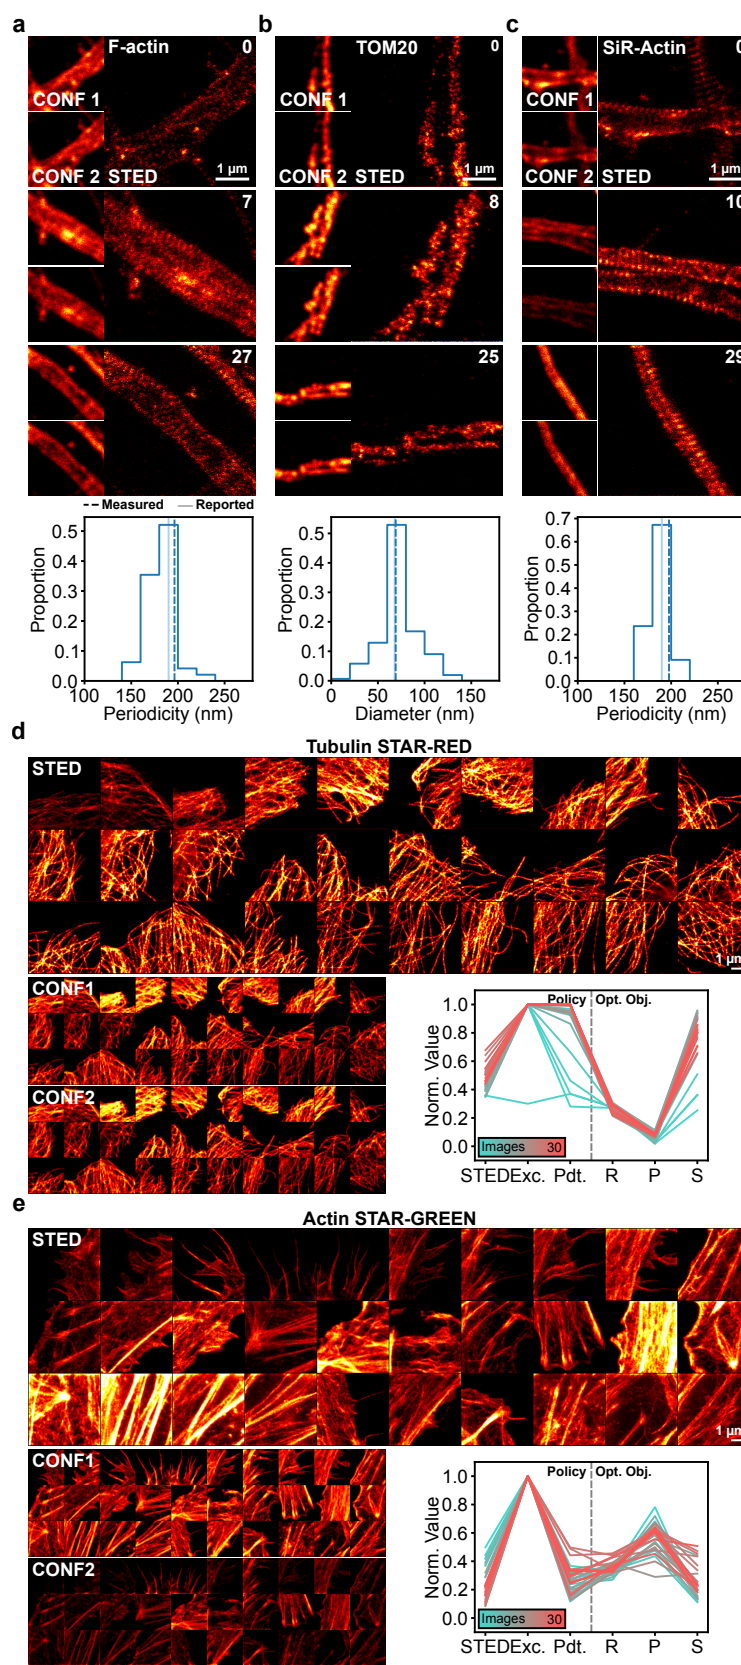 a b c
F-actin 0 TOM20 0 SiR-Actin 0
CONF 1 CONF 1 CONF 1
CONF 2 STED 1 µm CONF 2 STED 1 µm CONF 2 STED 1 µm
7 8 10
27 25 29
Measured Reported
0.5 0.4 0.3 0.2 0.1 0.0
Proportion
100 150 200 250
Periodicity (nm)
0.5 0.4 0.3 0.2 0.1 0.0
Proportion
0 50 100 150
Diameter (nm)
0.7 0.6 0.5 0.4 0.3 0.2 0.1 0.0
Proportion
100 150 200 250
Periodicity (nm)
d
Tubulin STAR-RED
STED
1 µm
CONF1
CONF2
Policy Opt. Obj.
1.0 0.8 0.6 0.4 0.2 0.0
Norm. Value
Images 30
STED Exc. Pdt. R P S
e
Actin STAR-GREEN
STED
1 µm
CONF1
CONF2
Policy Opt. Obj.
1.0 0.8 0.6 0.4 0.2 0.0
Norm. Value
Images 30
STED Exc. Pdt. R P S